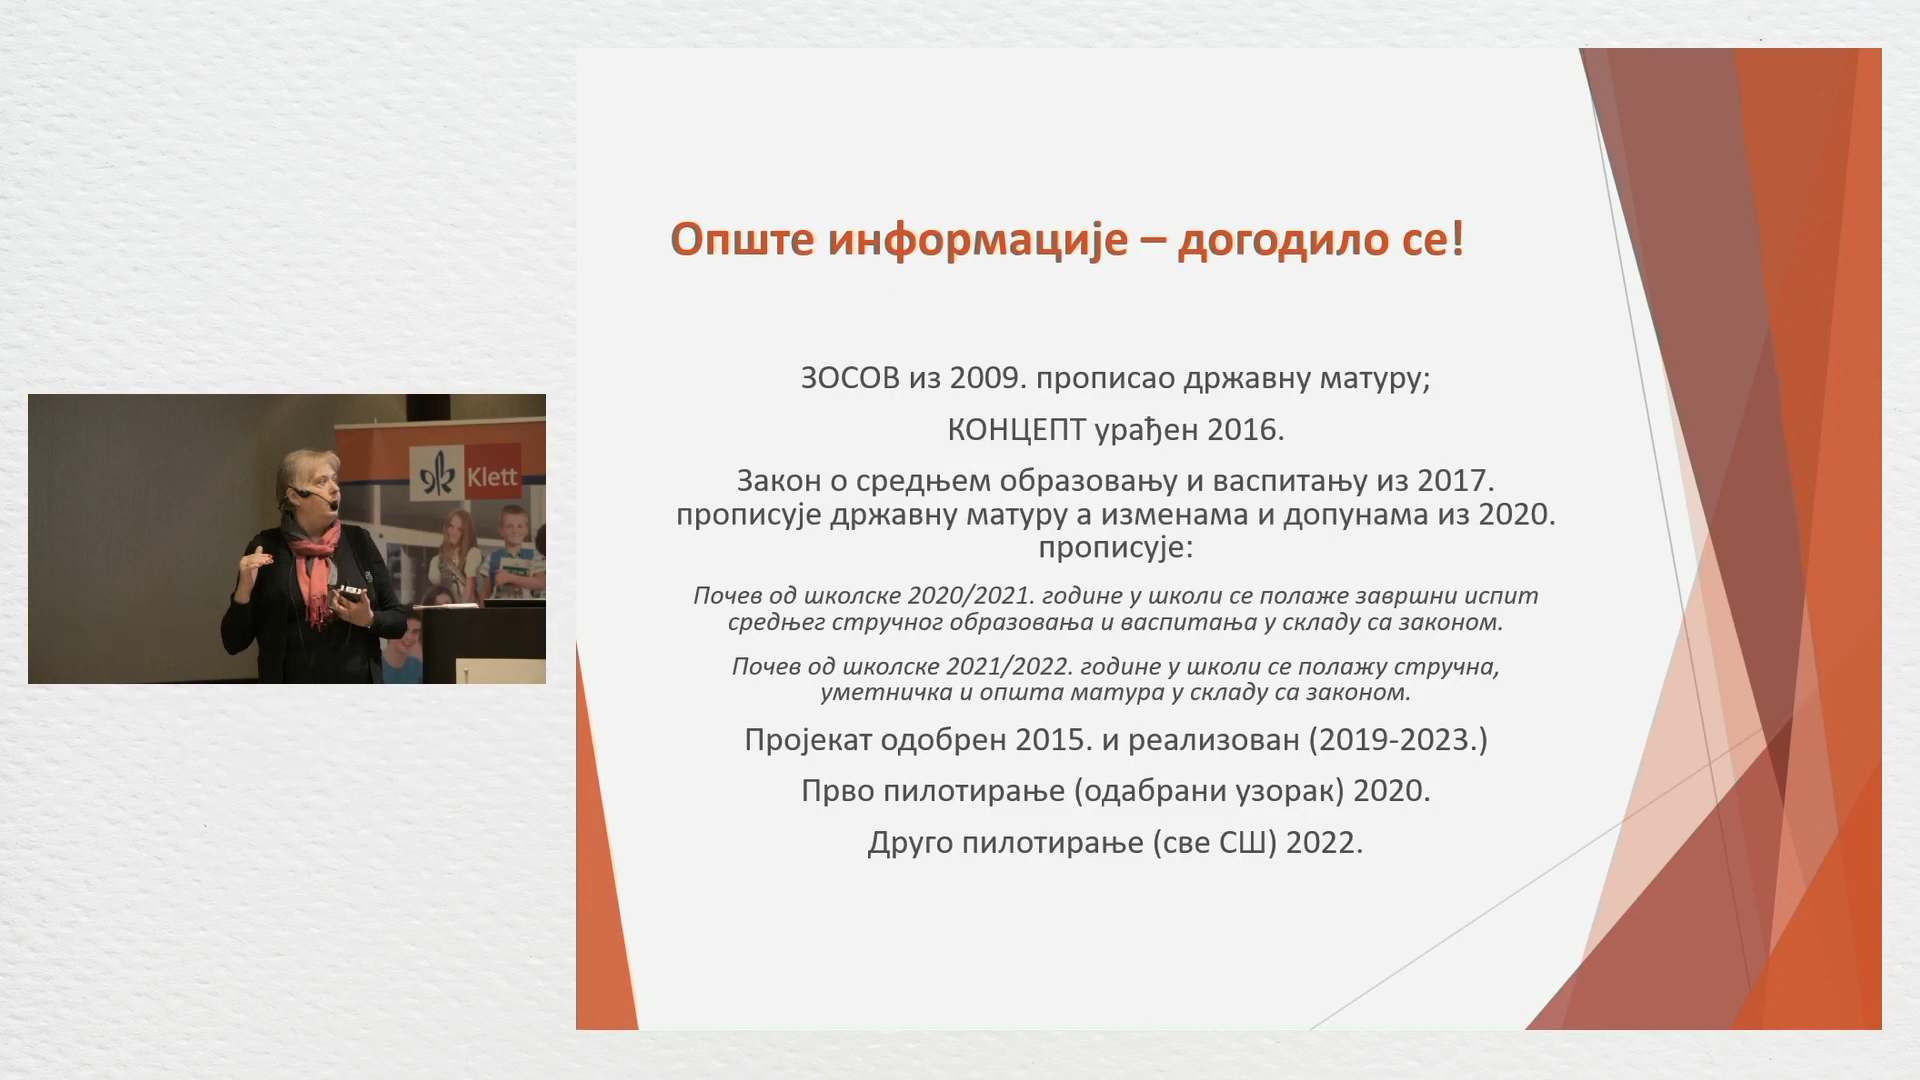 Опште информације – догодило се!
ЗОСОВ из 2009. прописао државну матуру;
КОНЦЕПТ урађен 2016.
Закон о средњем образовању и васпитању из 2017.
прописује државну матуру а изменама и допунама из 2020.
прописује:
Почев од школске 2020/2021. године у школи се полаже завршни испит
средњег стручног образовања и васпитања у складу са законом.
Почев од школске 2021/2022. године у школи се полажу стручна,
уметничка и општа матура у складу са законом.
Пројекат одобрен 2015. и реализован (2019-2023.)
Прво пилотирање (одабрани узорак) 2020.
Друго пилотирање (све СШ) 2022.
Klett